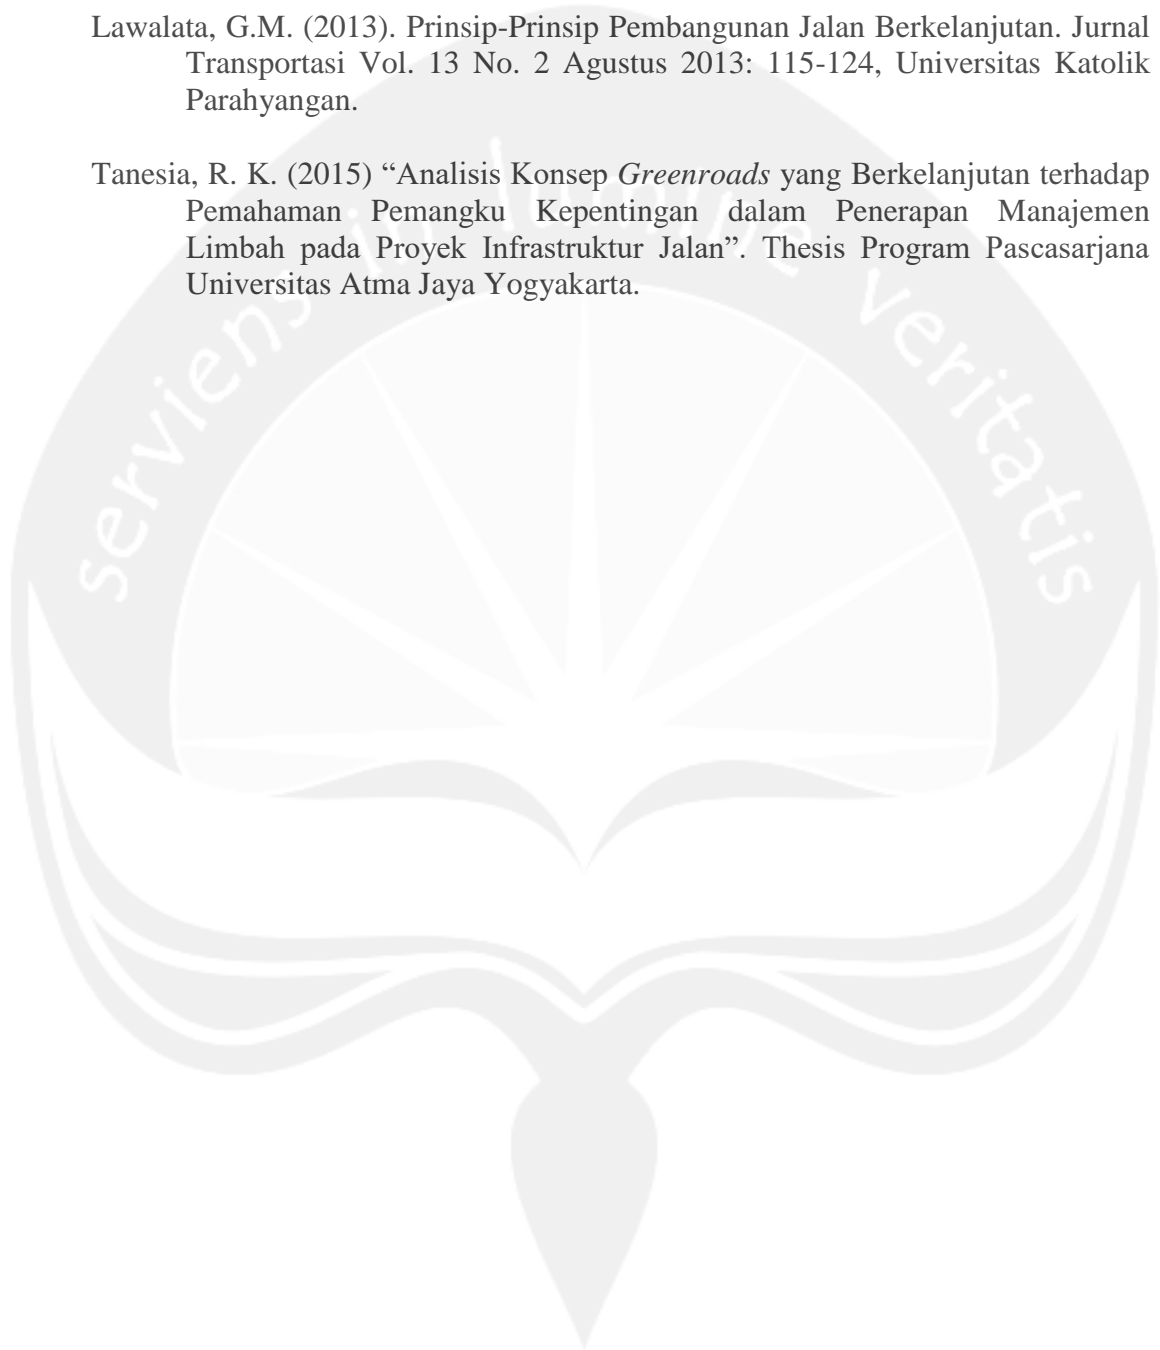 Lawalata, G.M. (2013). Prinsip-Prinsip Pembangunan Jalan Berkelanjutan. Jurnal
Transportasi Vol. 13 No. 2 Agustus 2013: 115-124, Universitas Katolik
Parahyangan.
Tanesia, R. K. (2015) “Analisis Konsep Greenroads yang Berkelanjutan terhadap
Pemahaman Pemangku Kepentingan dalam Penerapan Manajemen
Limbah pada Proyek Infrastruktur Jalan”. Thesis Program Pascasarjana
Universitas Atma Jaya Yogyakarta.
serviens in lumine veritatis